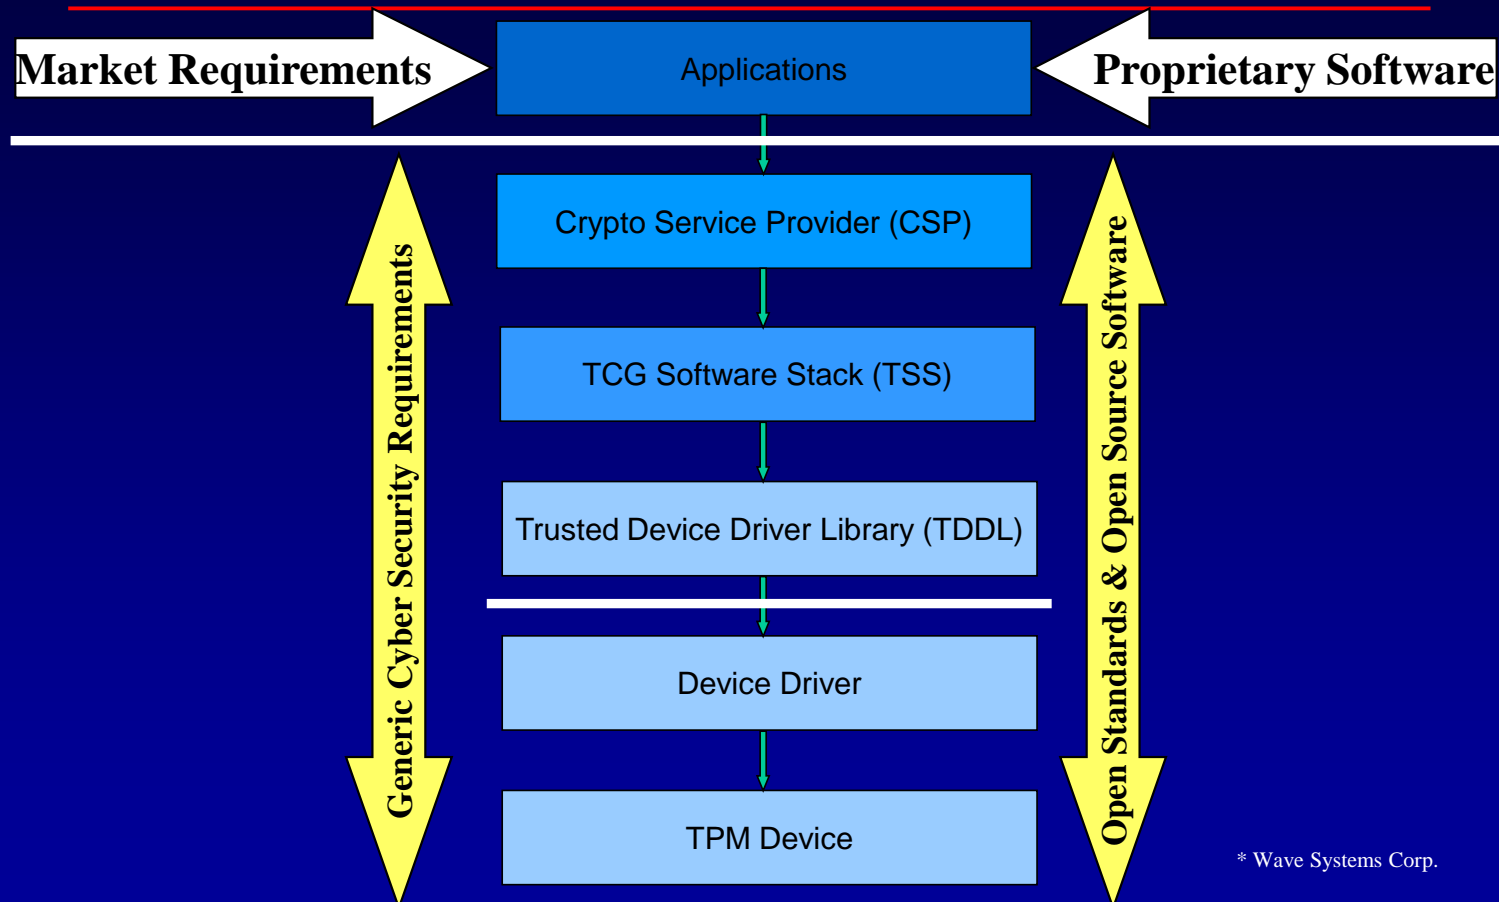 Market Requirements
Applications
Proprietary Software
Crypto Service Provider (CSP)
TCG Software Stack (TSS)
Trusted Device Driver Library (TDDL)
Device Driver
TPM Device
Generic Cyber Security Requirements
Open Standards & Open Source Software
* Wave Systems Corp.